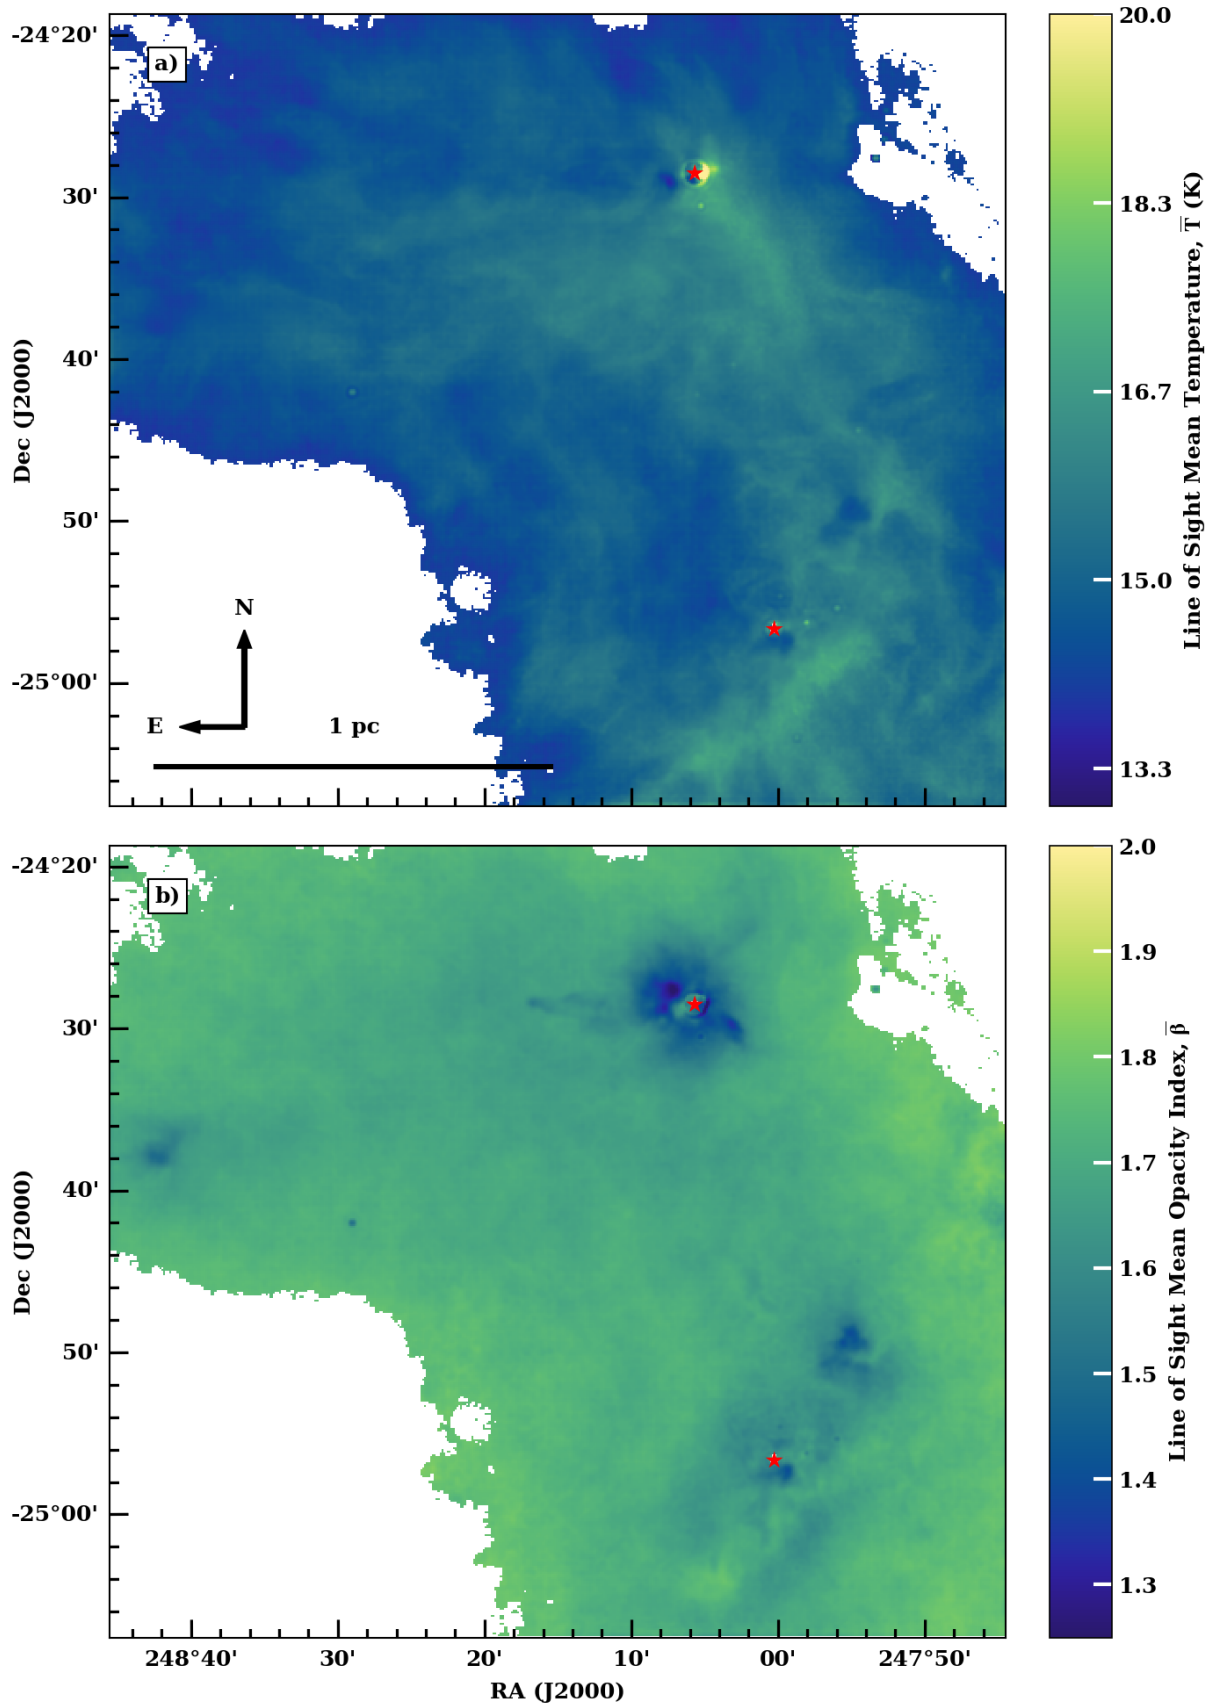 a)
-24°20'
30'
40'
50'
-25°00'
Dec (J2000)
N
E
1 pc
20.0
18.3
16.7
15.0
13.3
Line of Sight Mean Temperature, T̅ (K)
b)
-24°20'
30'
40'
50'
-25°00'
Dec (J2000)
248°40'
30'
20'
10'
00'
247°50'
RA (J2000)
2.0
1.9
1.8
1.7
1.6
1.5
1.4
1.3
Line of Sight Mean Opacity Index, β̅